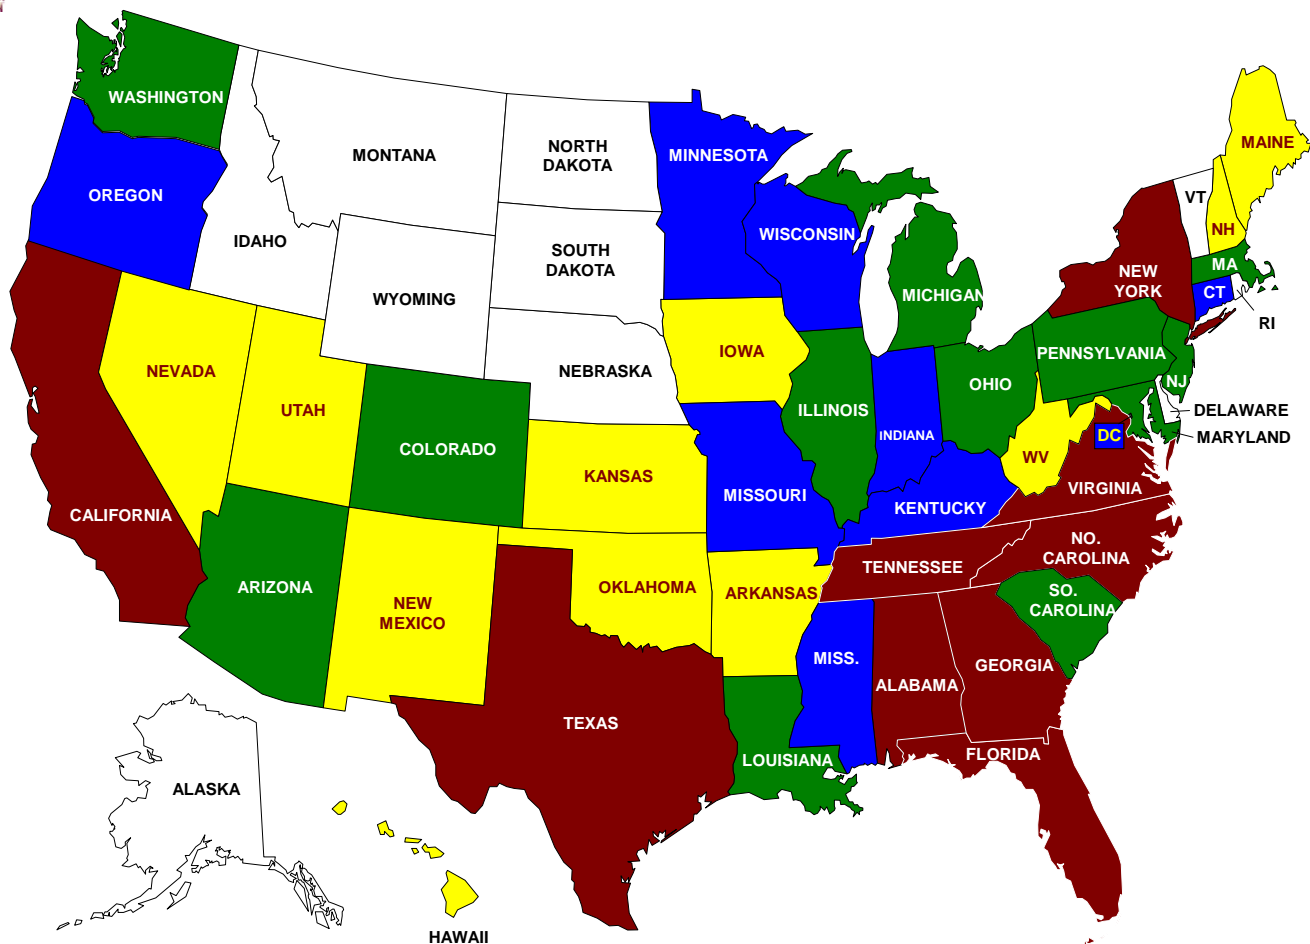 WASHINGTON
OREGON
CALIFORNIA
NEVADA
IDAHO
MONTANA
WYOMING
UTAH
COLORADO
ARIZONA
NEW
MEXICO
NORTH
DAKOTA
SOUTH
DAKOTA
NEBRASKA
KANSAS
OKLAHOMA
TEXAS
MINNESOTA
IOWA
MISSOURI
ARKANSAS
LOUISIANA
WISCONSIN
ILLINOIS
MICHIGAN
INDIANA
OHIO
KENTUCKY
TENNESSEE
MISS.
ALABAMA
GEORGIA
FLORIDA
SO.
CAROLINA
NO.
CAROLINA
VIRGINIA
WV
DC
PENNSYLVANIA
NEW
YORK
VT
NH
MAINE
MA
CT
RI
NJ
DELAWARE
MARYLAND
ALASKA
HAWAII